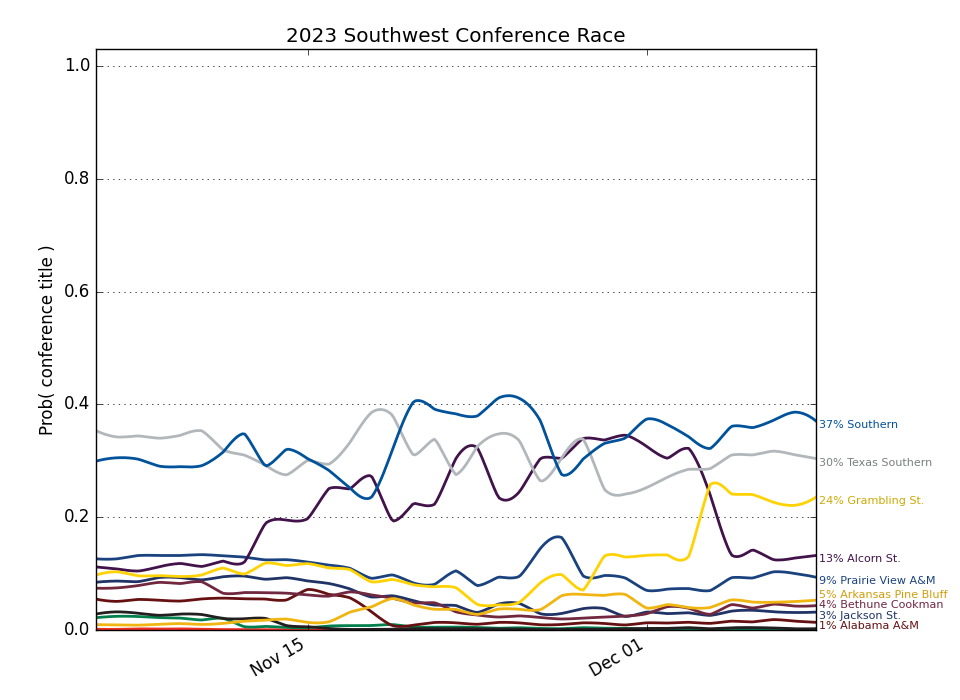 2023 Southwest Conference Race
Prob( conference title )
1.0
0.8
0.6
0.4
0.2
0.0
Nov 15
Dec 01
37% Southern
30% Texas Southern
24% Grambling St.
13% Alcorn St.
9% Prairie View A&M
5% Arkansas Pine Bluff
4% Bethune Cookman
3% Jackson St.
1% Alabama A&M